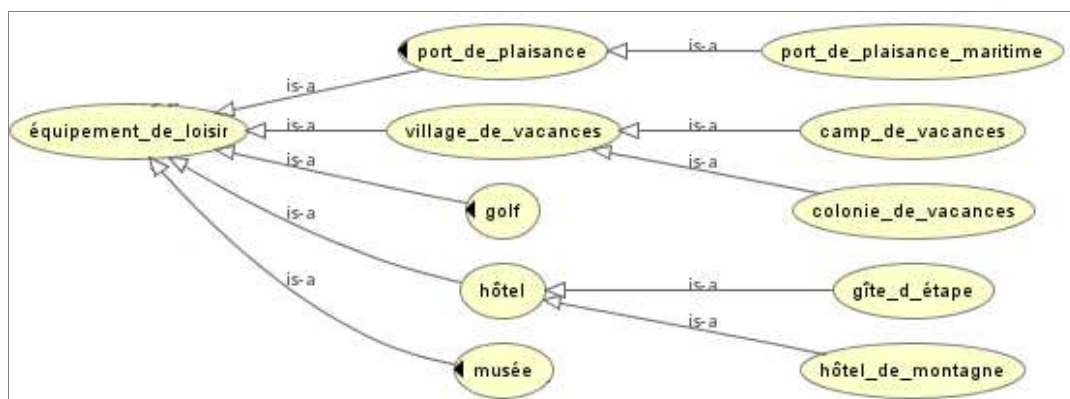 port_de_plaisance is-a port_de_plaisance_maritime
is-a
équipement_de_loisir is-a village_de_vacances is-a camp_de_vacances
is-a is-a
golf colonie_de_vacances
is-a
hôtel is-a gîte_d_étape
is-a
is-a
musée hôtel_de_montagne